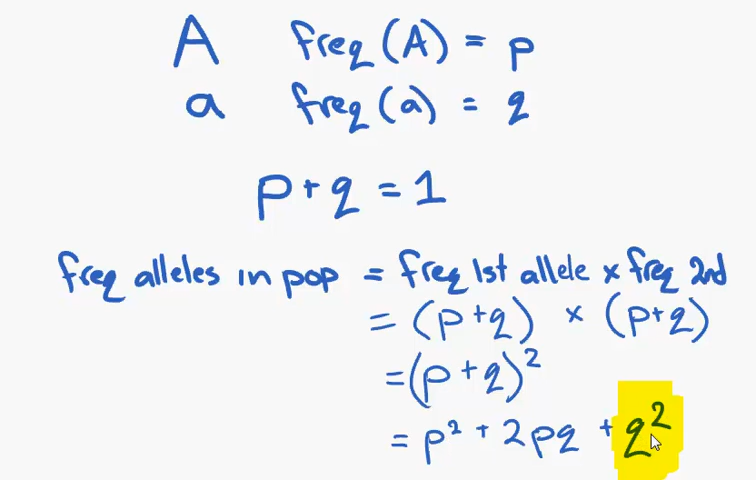 A freq(A) = p
a freq(a) = q
p + q = 1
freq alleles in pop = freq 1st allele x freq 2nd
= (p+q) x (p+q)
= (p+q)²
= p² + 2pq + q²